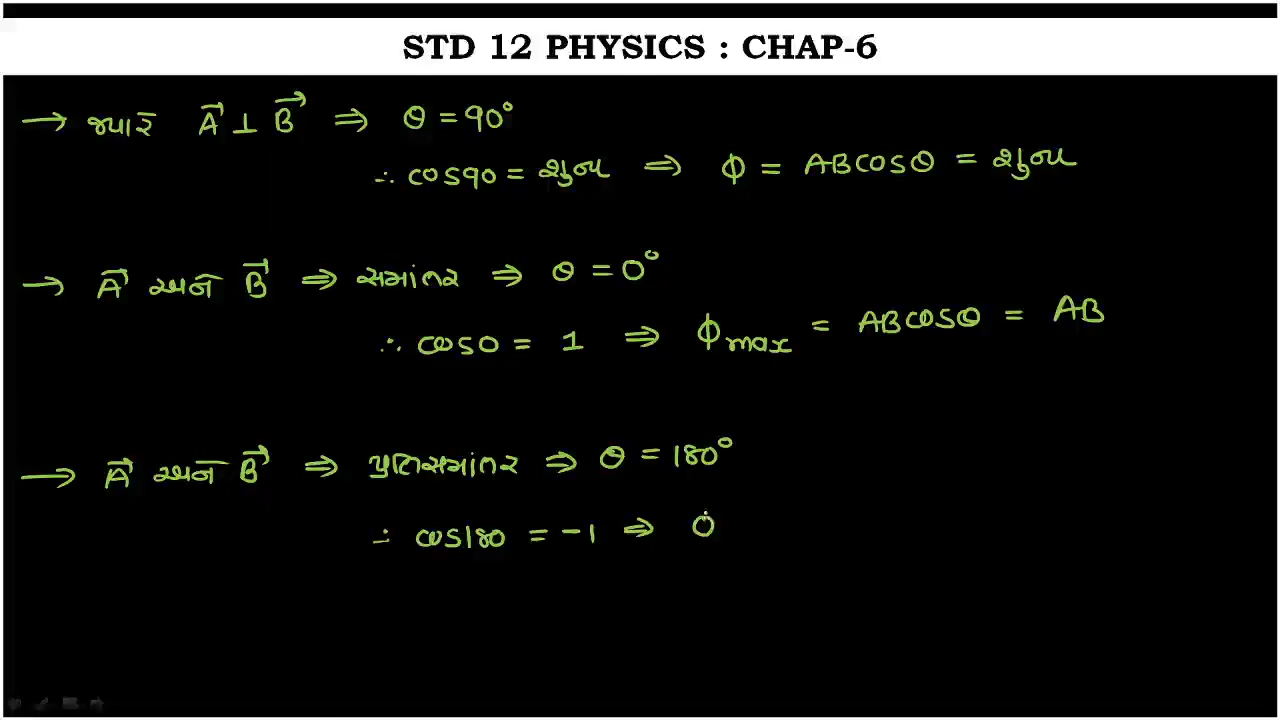 STD 12 PHYSICS : CHAP-6
→ જ્યારે A⃗ ⊥ B⃗ ⇒ θ = 90°
∴ cos90 = શૂન્ય ⇒ ϕ = ABcosθ = શૂન્ય
→ A⃗ અને B⃗ ⇒ સમાંતર ⇒ θ = 0°
∴ cos0 = 1 ⇒ ϕmax = ABcosθ = AB
→ A⃗ અને B⃗ ⇒ પ્રતિસમાંતર ⇒ θ = 180°
∴ cos180 = -1 ⇒ 0